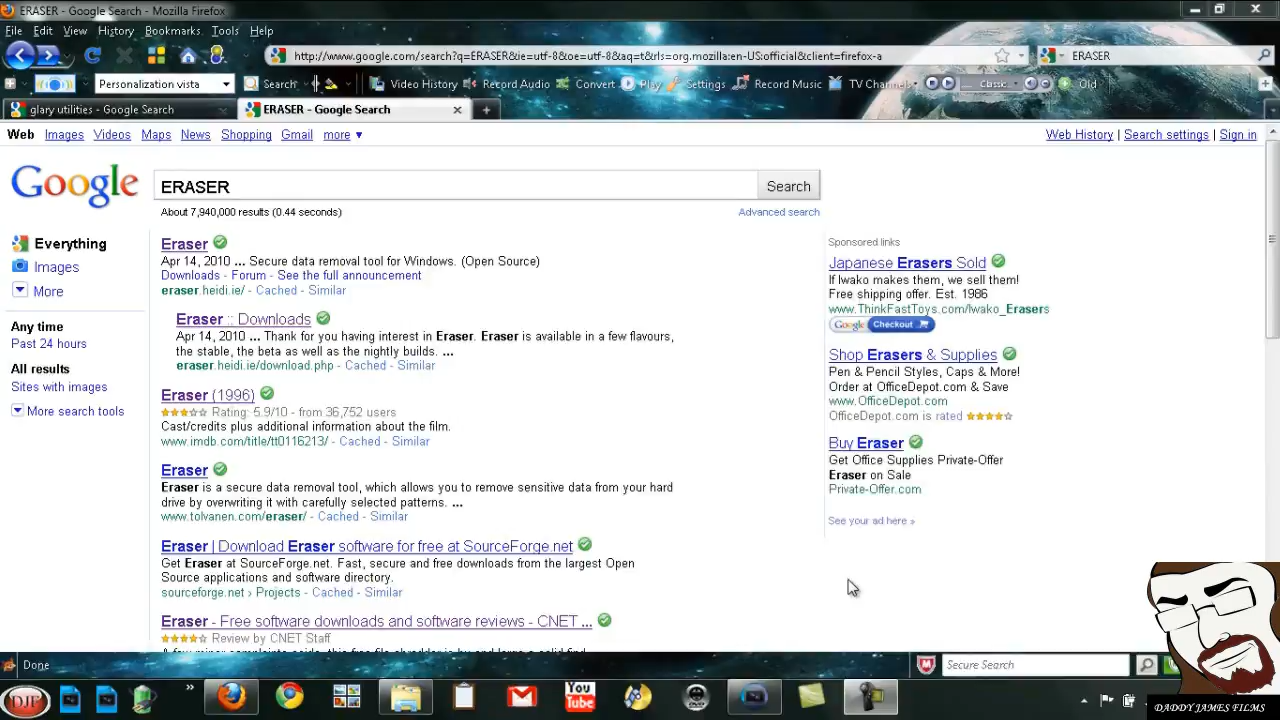 ERASER - Google Search - Mozilla Firefox
File Edit View History Bookmarks Tools Help
http://www.google.com/search?q=ERASER&ie=utf-8&oe=utf-8&aq=t&rls=org.mozilla:en-US:official&client=firefox-a
ERASER
Personalization vista Search Video History Record Audio Convert Play Settings Record Music TV Channels Classic... Old
glary utilities - Google Search
ERASER - Google Search
Web Images Videos Maps News Shopping Gmail more ▼
Web History | Search settings | Sign in
Google
ERASER
Search
About 7,940,000 results (0.44 seconds)
Advanced search
Everything
Images
More
Any time
Past 24 hours
All results
Sites with images
More search tools
Eraser
Apr 14, 2010 ... Secure data removal tool for Windows. (Open Source)
Downloads - Forum - See the full announcement
eraser.heidi.ie/ - Cached - Similar
Eraser :: Downloads
Apr 14, 2010 ... Thank for you having interest in Eraser. Eraser is available in a few flavours,
the stable, the beta as well as the nightly builds. ...
eraser.heidi.ie/download.php - Cached - Similar
Eraser (1996)
Rating: 5.9/10 - from 36,752 users
Cast/credits plus additional information about the film.
www.imdb.com/title/tt0116213/ - Cached - Similar
Eraser
Eraser is a secure data removal tool, which allows you to remove sensitive data from your hard
drive by overwriting it with carefully selected patterns. ...
www.tolvanen.com/eraser/ - Cached - Similar
Eraser | Download Eraser software for free at SourceForge.net
Get Eraser at SourceForge.net. Fast, secure and free downloads from the largest Open
Source applications and software directory.
sourceforge.net › Projects - Cached - Similar
Eraser - Free software downloads and software reviews - CNET ...
Review by CNET Staff
Sponsored links
Japanese Erasers Sold
If Iwako makes them, we sell them!
Free shipping offer. Est. 1986
www.ThinkFastToys.com/Iwako_Erasers
Google Checkout
Shop Erasers & Supplies
Pen & Pencil Styles, Caps & More!
Order at OfficeDepot.com & Save
www.OfficeDepot.com
OfficeDepot.com is rated
Buy Eraser
Get Office Supplies Private-Offer
Eraser on Sale
Private-Offer.com
See your ad here »
Done
Secure Search
DJF
»
You Tube
DADDY JAMES FILMS